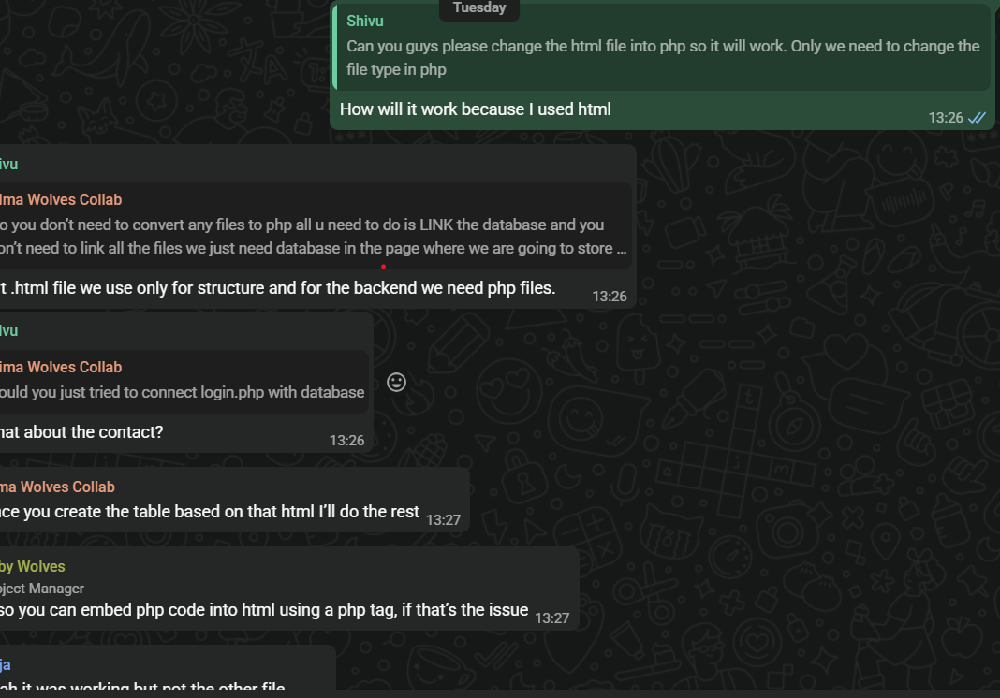 Tuesday
Shivu
Can you guys please change the html file into php so it will work. Only we need to change the
file type in php
How will it work because I used html
13:26
ivu
ima Wolves Collab
o you don't need to convert any files to php all u need to do is LINK the database and you
on't need to link all the files we just need database in the page where we are going to store ...
t .html file we use only for structure and for the backend we need php files.
13:26
ivu
ima Wolves Collab
ould you just tried to connect login.php with database
hat about the contact?
13:26
ma Wolves Collab
nce you create the table based on that html I'll do the rest
13:27
by Wolves
oject Manager
so you can embed php code into html using a php tag, if that's the issue
13:27
ja
ah it was working but not the other file